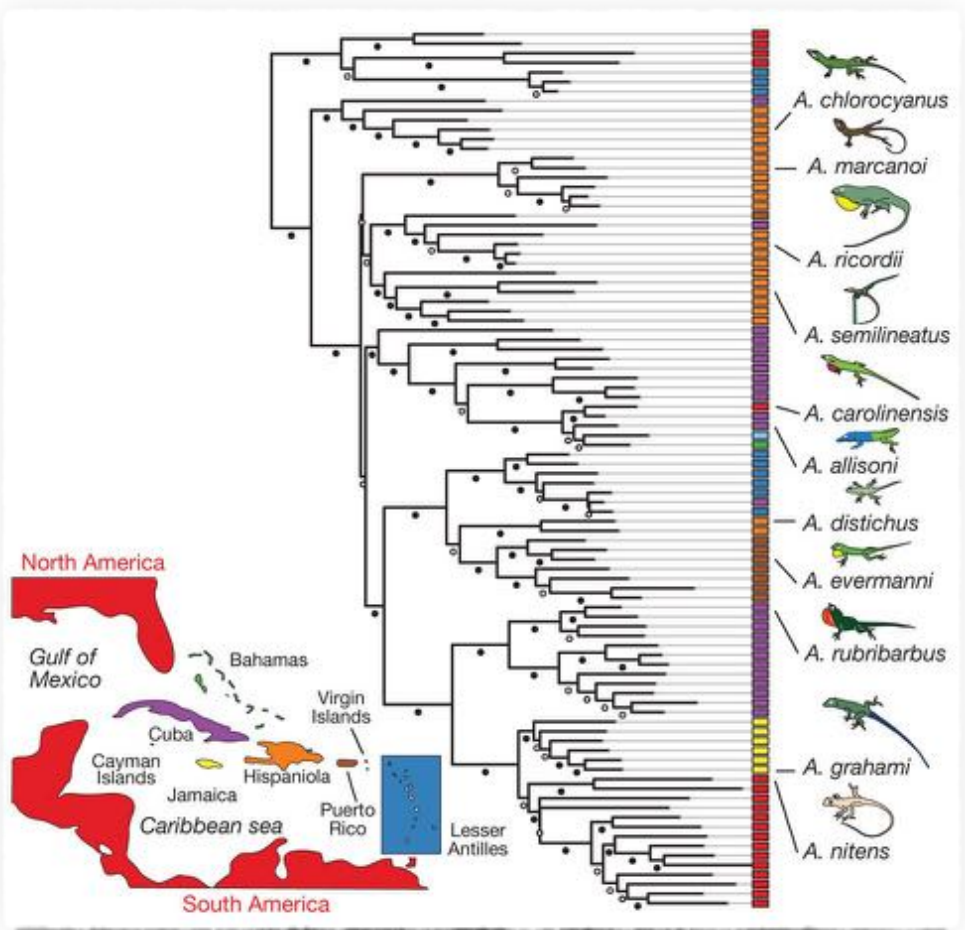 A. chlorocyanus
A. marcanoi
A. ricordii
A. semilineatus
A. carolinensis
A. allisoni
A. distichus
A. evermanni
A. rubribarbus
A. grahami
A. nitens
North America
Gulf of
Mexico
Bahamas
Virgin
Islands
Cuba
Cayman
Islands
Jamaica
Hispaniola
Puerto
Rico
Lesser
Antilles
Caribbean sea
South America